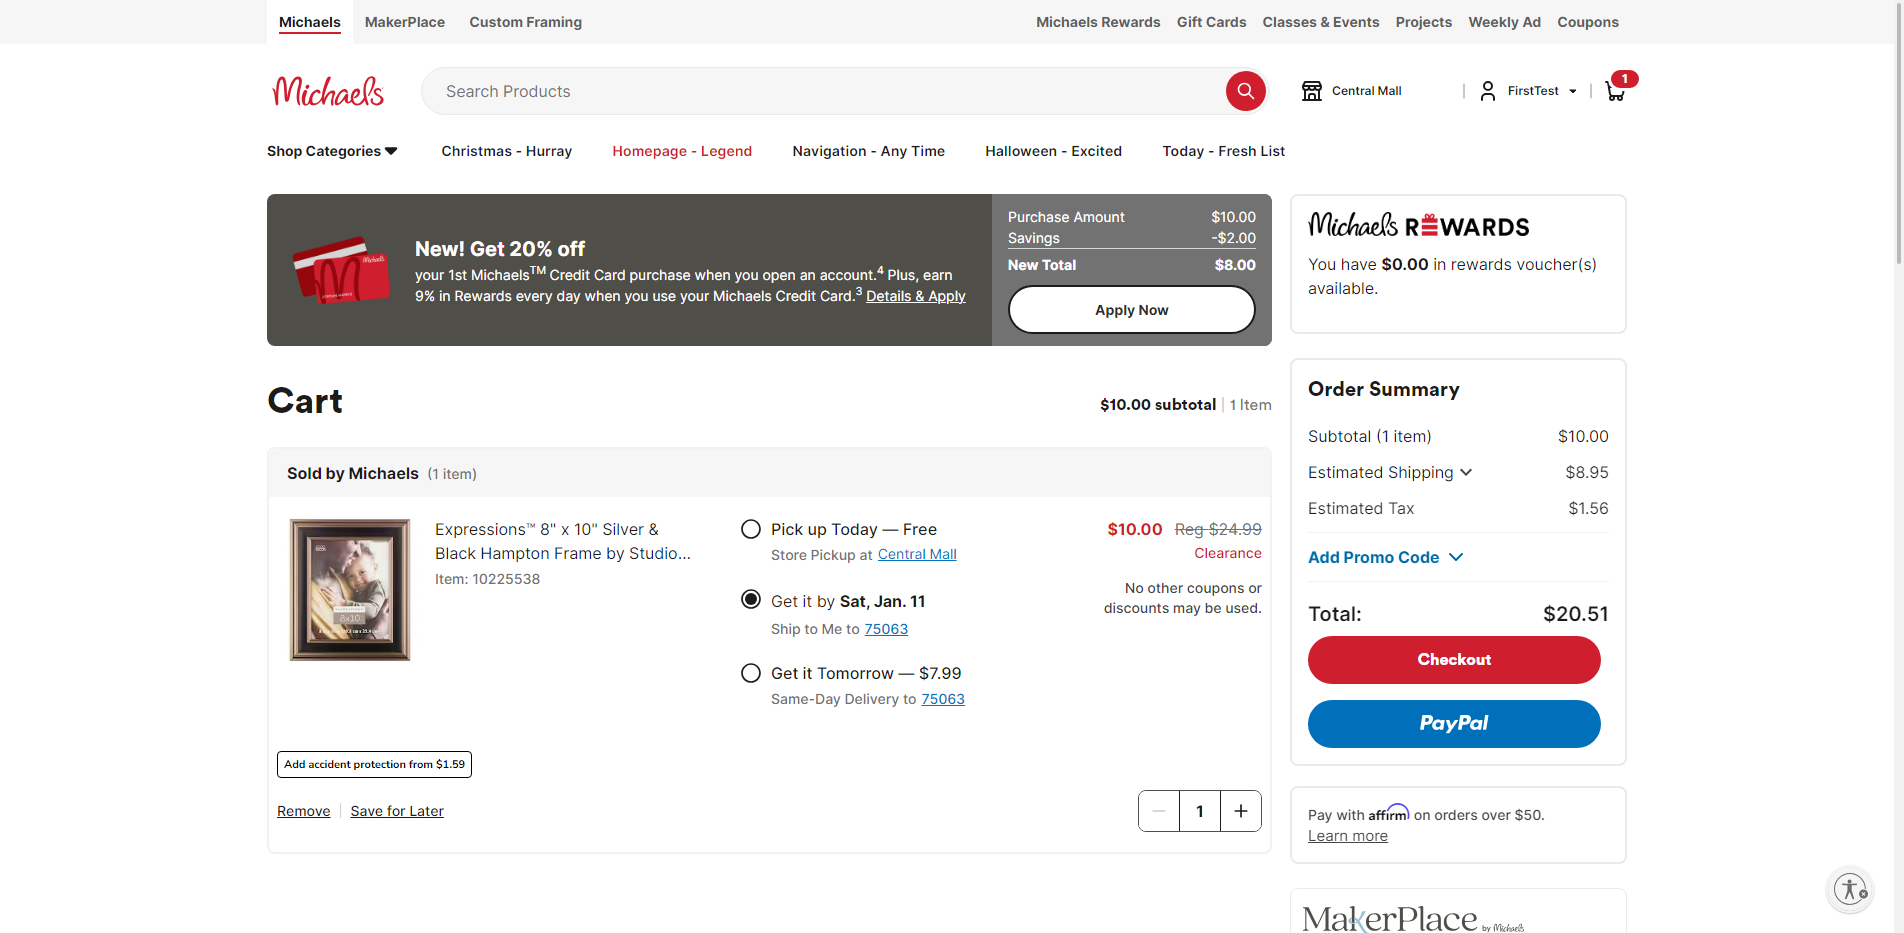 Michaels MakerPlace Custom Framing Michaels Rewards Gift Cards Classes & Events Projects Weekly Ad Coupons
Michaels Search Products Central Mall FirstTest 1
Shop Categories Christmas - Hurray Homepage - Legend Navigation - Any Time Halloween - Excited Today - Fresh List
New! Get 20% off
your 1st Michaels™ Credit Card purchase when you open an account.4 Plus, earn
9% in Rewards every day when you use your Michaels Credit Card.3 Details & Apply
Purchase Amount $10.00
Savings -$2.00
New Total $8.00
Apply Now
Michaels REWARDS
You have $0.00 in rewards voucher(s)
available.
Cart
$10.00 subtotal | 1 Item
Sold by Michaels (1 item)
Expressions™ 8" x 10" Silver &
Black Hampton Frame by Studio...
Item: 10225538
8x10
Pick up Today — Free
Store Pickup at Central Mall
Get it by Sat, Jan. 11
Ship to Me to 75063
Get it Tomorrow — $7.99
Same-Day Delivery to 75063
$10.00 Reg $24.99
Clearance
No other coupons or
discounts may be used.
Add accident protection from $1.59
Remove | Save for Later
− 1 +
Order Summary
Subtotal (1 item) $10.00
Estimated Shipping $8.95
Estimated Tax $1.56
Add Promo Code
Total: $20.51
Checkout
PayPal
Pay with affirm on orders over $50.
Learn more
MakerPlace by Michaels